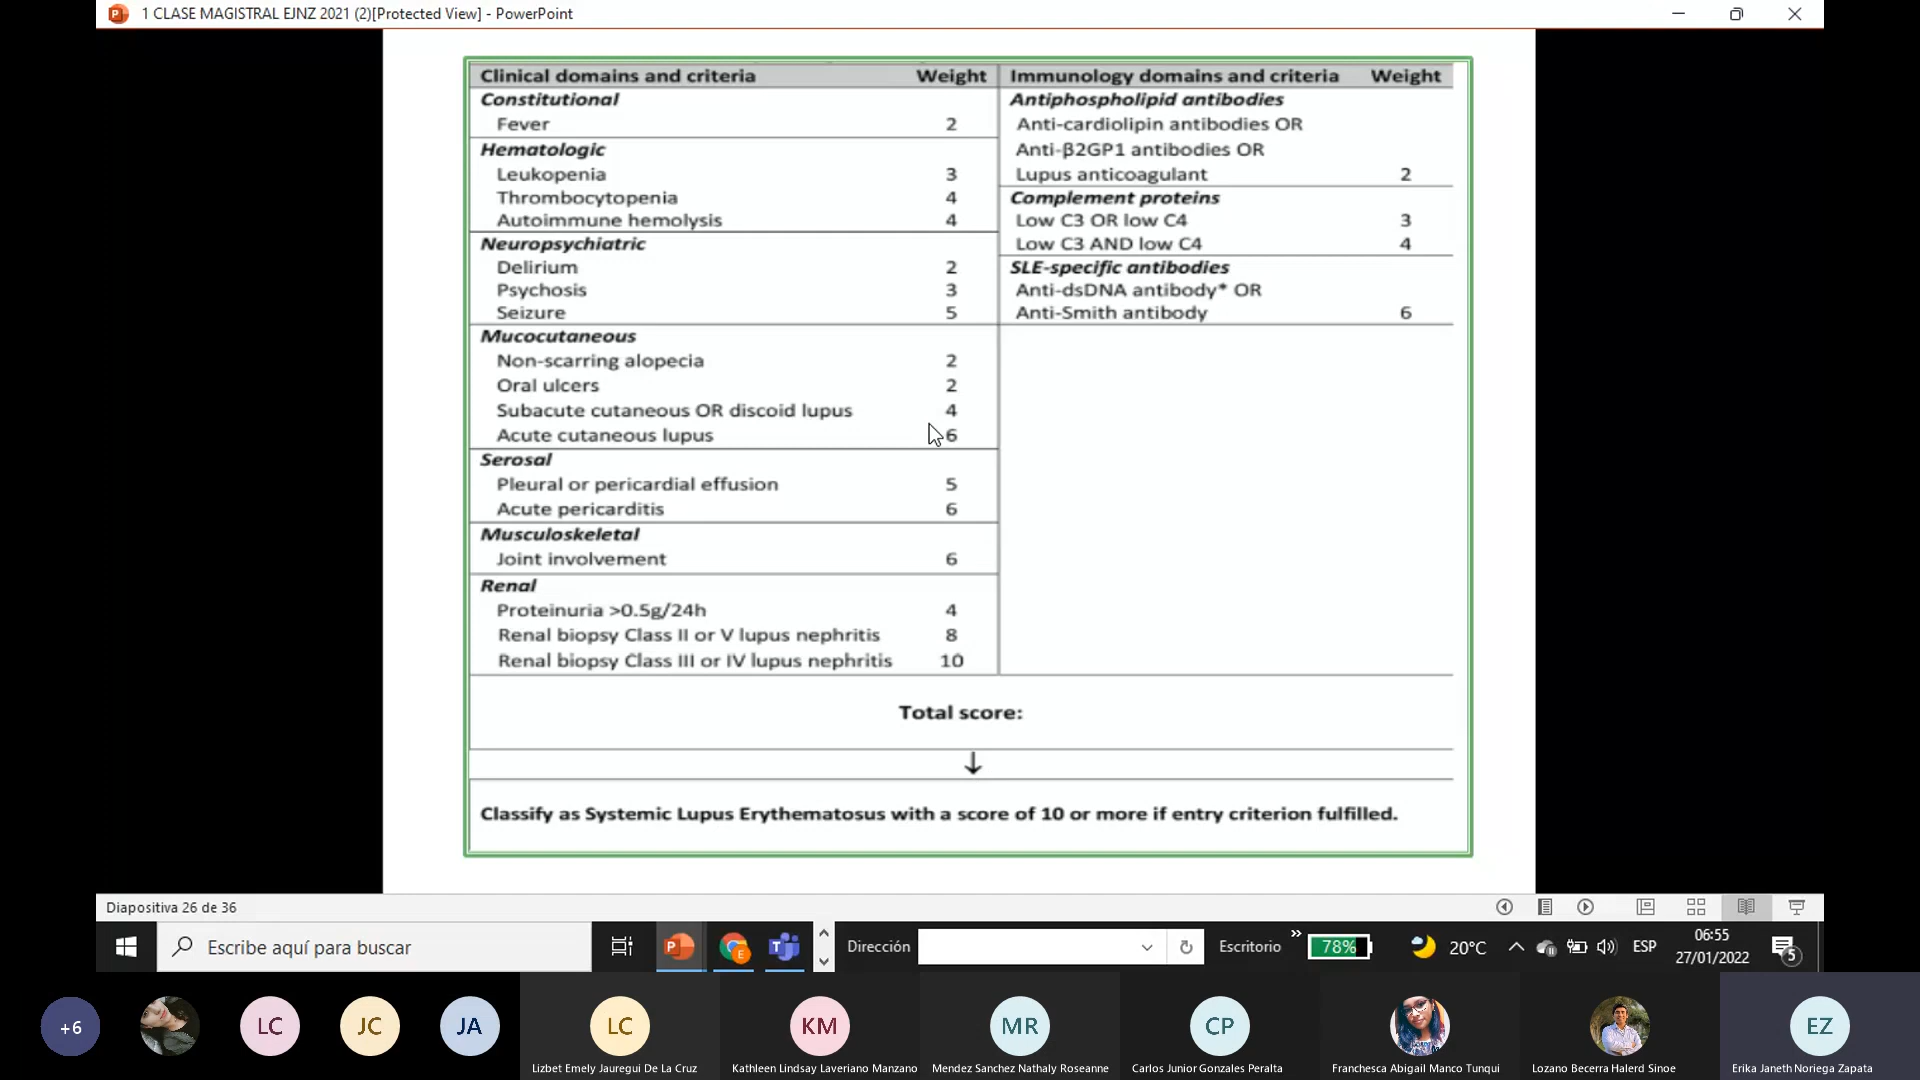 1 CLASE MAGISTRAL EJNZ 2021 (2)[Protected View] - PowerPoint
Clinical domains and criteria Weight Immunology domains and criteria Weight
Constitutional
Fever 2
Hematologic
Leukopenia 3
Thrombocytopenia 4
Autoimmune hemolysis 4
Neuropsychiatric
Delirium 2
Psychosis 3
Seizure 5
Mucocutaneous
Non-scarring alopecia 2
Oral ulcers 2
Subacute cutaneous OR discoid lupus 4
Acute cutaneous lupus 6
Serosal
Pleural or pericardial effusion 5
Acute pericarditis 6
Musculoskeletal
Joint involvement 6
Renal
Proteinuria >0.5g/24h 4
Renal biopsy Class II or V lupus nephritis 8
Renal biopsy Class III or IV lupus nephritis 10
Antiphospholipid antibodies
Anti-cardiolipin antibodies OR
Anti-β2GP1 antibodies OR
Lupus anticoagulant 2
Complement proteins
Low C3 OR low C4 3
Low C3 AND low C4 4
SLE-specific antibodies
Anti-dsDNA antibody* OR
Anti-Smith antibody 6
Total score:
↓
Classify as Systemic Lupus Erythematosus with a score of 10 or more if entry criterion fulfilled.
Diapositiva 26 de 36
Escribe aquí para buscar
Dirección
Escritorio
»
78%
20°C
ESP
06:55
27/01/2022
5
+6
LC
JC
JA
LC
KM
MR
CP
EZ
Lizbet Emely Jauregui De La Cruz
Kathleen Lindsay Laveriano Manzano
Mendez Sanchez Nathaly Roseanne
Carlos Junior Gonzales Peralta
Franchesca Abigail Manco Tunqui
Lozano Becerra Halerd Sinoe
Erika Janeth Noriega Zapata